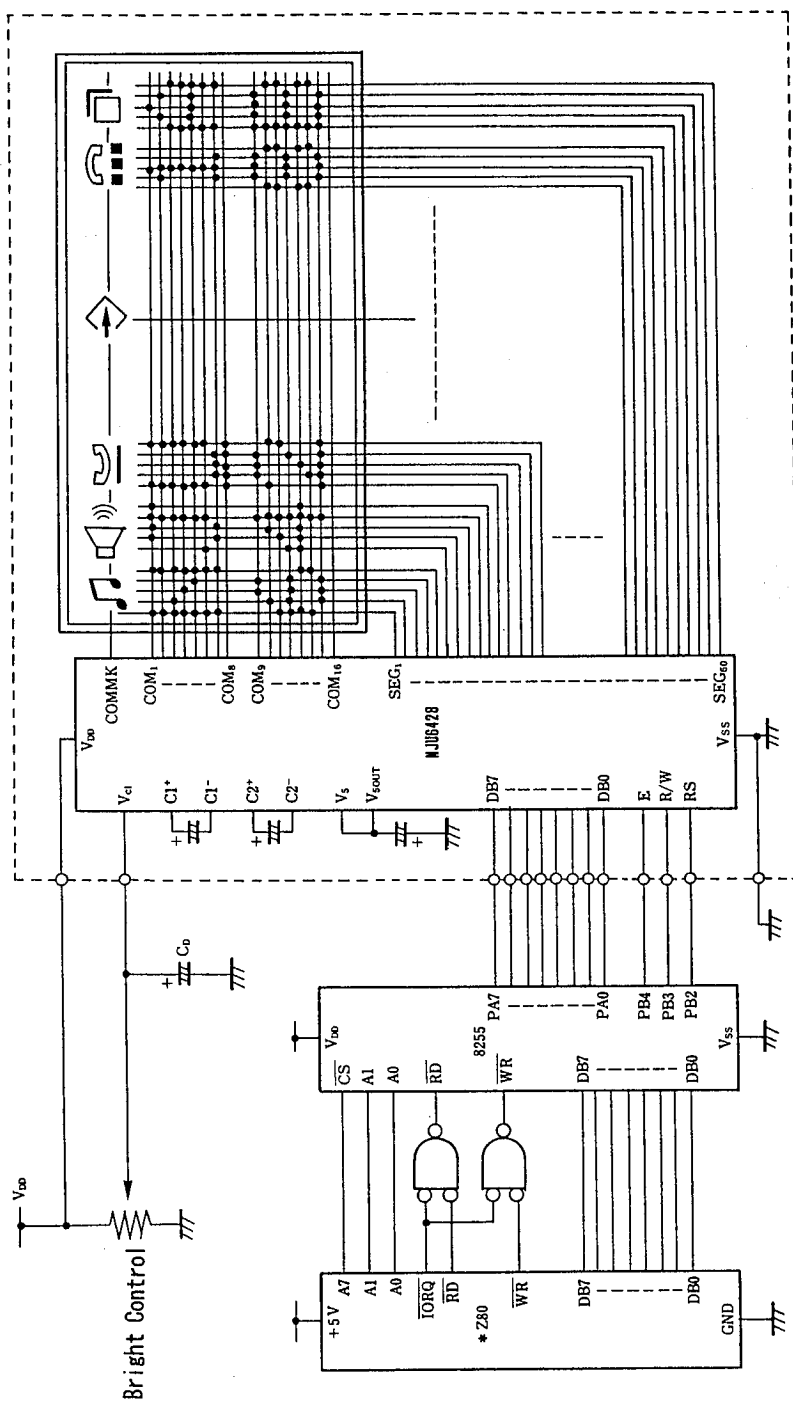 Bright Control
VDD
CD
+
+5V
A7
A1
A0
IORQ
RD
WR
* Z80
DB7
DB0
GND
VDD
CS
A1
A0
RD
WR
8255
DB7
DB0
VSS
PA7
PA0
PB4
PB3
PB2
VDD
VCI
C1+
C1-
+
C2+
C2-
+
V5
V5OUT
+
NJU6428
DB7
DB0
E
R/W
RS
VSS
COMMK
COM1
COM8
COM9
COM16
SEG1
SEG60